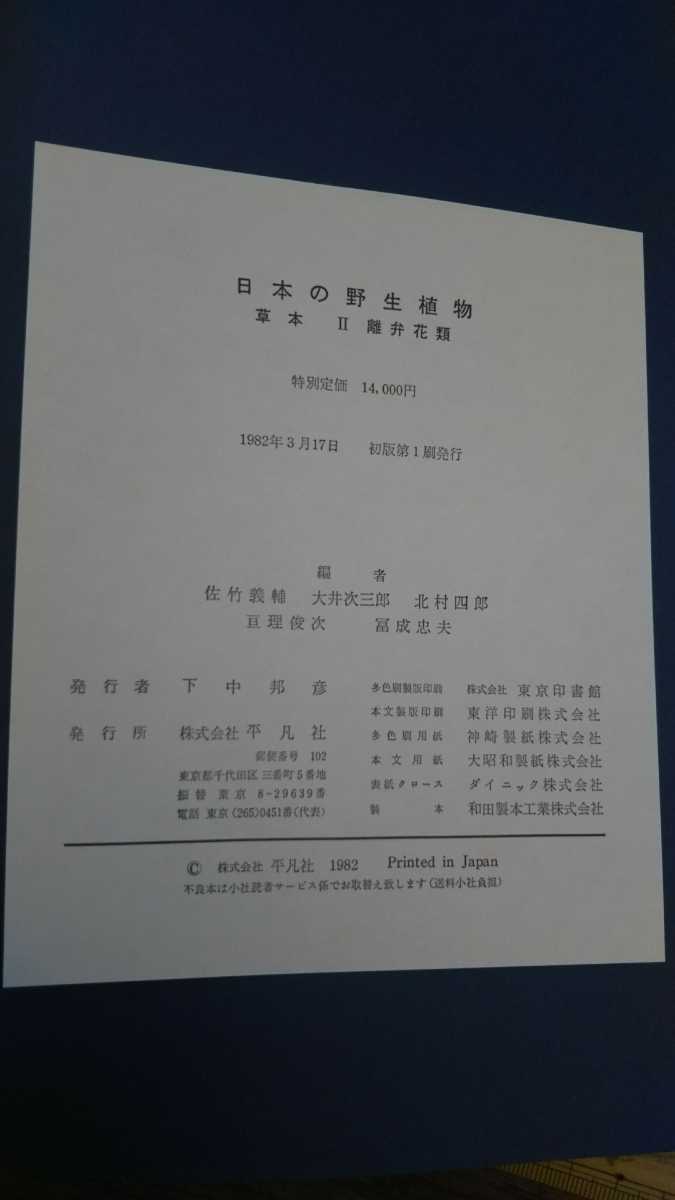 日本の野生植物
草本 II 離弁花類
特別定価 14,000円
1982年3月17日 初版第1刷発行
編者
佐竹義輔 大井次三郎 北村四郎
亘理俊次 冨成忠夫
発行者 下中邦彦
発行所 株式会社 平凡社
郵便番号 102
東京都千代田区三番町5番地
振替 東京 8-29639番
電話 東京(265)0451番(代表)
多色刷製版印刷 株式会社 東京印書館
本文製版印刷 東洋印刷株式会社
多色刷用紙 神崎製紙株式会社
本文用紙 大昭和製紙株式会社
表紙クロース ダイニック株式会社
製本 和田製本工業株式会社
© 株式会社 平凡社 1982 Printed in Japan
不良本は小社読者サービス係でお取替え致します(送料小社負担)